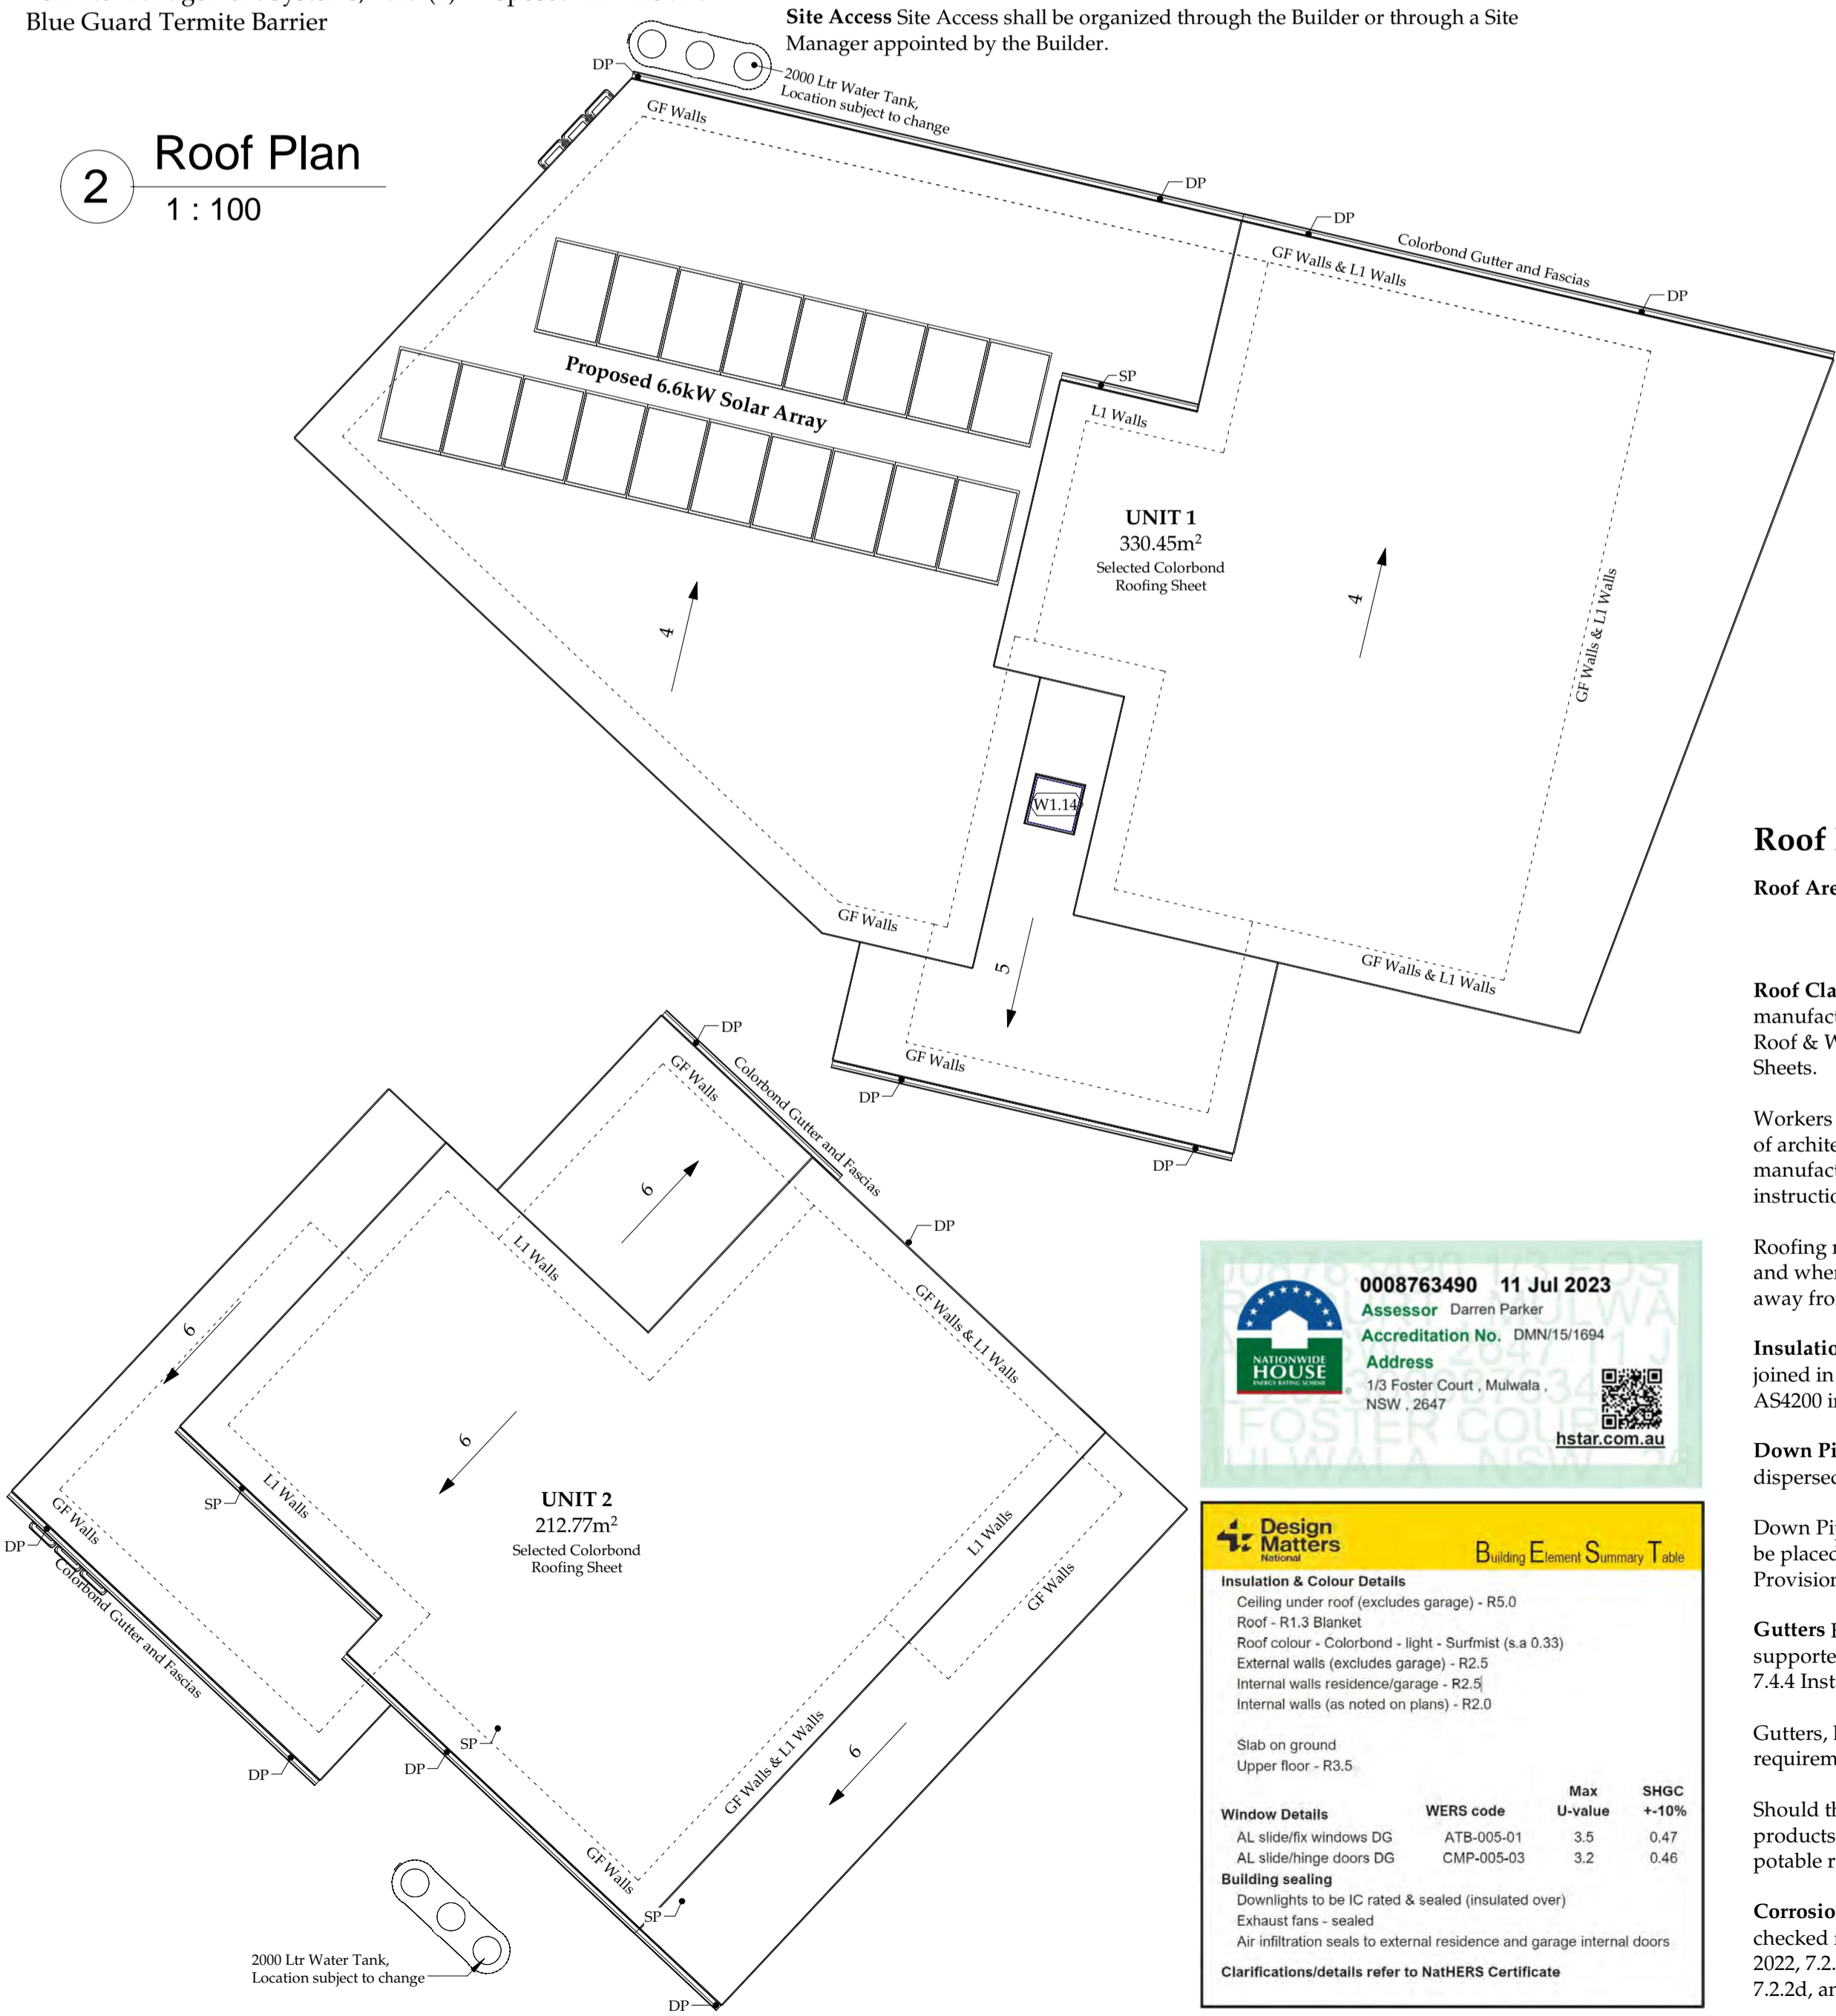 Blue Guard Termite Barrier
Site Access Site Access shall be organized through the Builder or through a Site
Manager appointed by the Builder.
2
Roof Plan
1 : 100
DP
2000 Ltr Water Tank,
Location subject to change
GF Walls
DP
DP
Colorbond Gutter and Fascias
GF Walls & L1 Walls
DP
Proposed 6.6kW Solar Array
SP
L1 Walls
UNIT 1
330.45m²
Selected Colorbond
Roofing Sheet
4
4
GF Walls & L1 Walls
W1.14
GF Walls
5
GF Walls & L1 Walls
GF Walls
DP
DP
DP
GF Walls
Colorbond Gutter and Fascias
6
L1 Walls
DP
GF Walls & L1 Walls
6
6
L1 Walls
SP
GF Walls
DP
Colorbond Gutter and Fascias
UNIT 2
212.77m²
Selected Colorbond
Roofing Sheet
L1 Walls
GF Walls
GF Walls & L1 Walls
6
SP
DP
DP
GF Walls
SP
2000 Ltr Water Tank,
Location subject to change
DP
0008763490 11 Jul 2023
Assessor Darren Parker
Accreditation No. DMN/15/1694
Address
1/3 Foster Court , Mulwala ,
NSW , 2647
hstar.com.au
NATIONWIDE
HOUSE
ENERGY RATING SCHEME
Design
Matters
National
Building Element Summary Table
Insulation & Colour Details
Ceiling under roof (excludes garage) - R5.0
Roof - R1.3 Blanket
Roof colour - Colorbond - light - Surfmist (s.a 0.33)
External walls (excludes garage) - R2.5
Internal walls residence/garage - R2.5
Internal walls (as noted on plans) - R2.0
Slab on ground
Upper floor - R3.5
Window Details WERS code Max U-value SHGC +-10%
AL slide/fix windows DG ATB-005-01 3.5 0.47
AL slide/hinge doors DG CMP-005-03 3.2 0.46
Building sealing
Downlights to be IC rated & sealed (insulated over)
Exhaust fans - sealed
Air infiltration seals to external residence and garage internal doors
Clarifications/details refer to NatHERS Certificate
Roof
Roof Are
Roof Cla
manufact
Roof & W
Sheets.
Workers
of archite
manufact
instructio
Roofing
and when
away fro
Insulatio
joined in
AS4200 i
Down Pi
dispersed
Down Pi
be placed
Provision
Gutters
supporte
7.4.4 Inst
Gutters,
requirem
Should th
products
potable r
Corrosio
checked
2022, 7.2.
7.2.2d, a